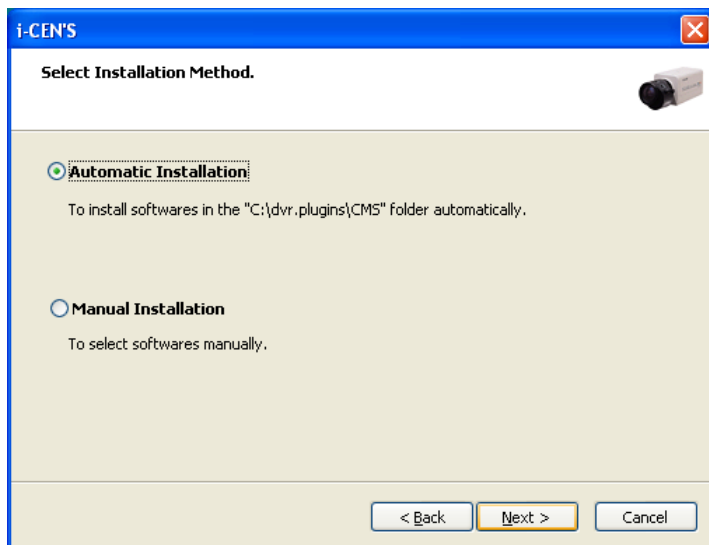 i-CEN'S
Select Installation Method.
Automatic Installation
To install softwares in the "C:\dvr.plugins\CMS" folder automatically.
Manual Installation
To select softwares manually.
< Back
Next >
Cancel